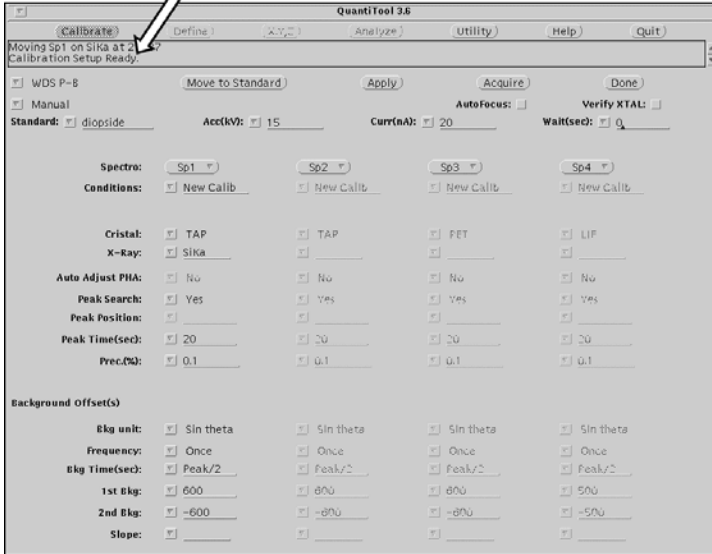 QuantiTool 3.6
Calibrate Define X,Y,Z Analyze Utility Help Quit
Moving Sp1 on SiKa at
Calibration Setup Ready.
WDS P-B Move to Standard Apply Acquire Done
Manual AutoFocus: Verify XTAL:
Standard: diopside Acc(kV): 15 Curr(nA): 20 Wait(sec): 0
Spectro: Sp1 Sp2 Sp3 Sp4
Conditions: New Calib New Calib New Calib New Calib
Cristal: TAP TAP PET LIF
X-Ray: SiKa
Auto Adjust PHA: No No No No
Peak Search: Yes Yes Yes Yes
Peak Position:
Peak Time(sec): 20 20 20 20
Prec.(%): 0.1 0.1 0.1 0.1
Background Offset(s)
Bkg unit: Sin theta Sin theta Sin theta Sin theta
Frequency: Once Once Once Once
Bkg Time(sec): Peak/2 Peak/2 Peak/2 Peak/2
1st Bkg: 600 600 600 500
2nd Bkg: -600 -600 -600 -500
Slope: